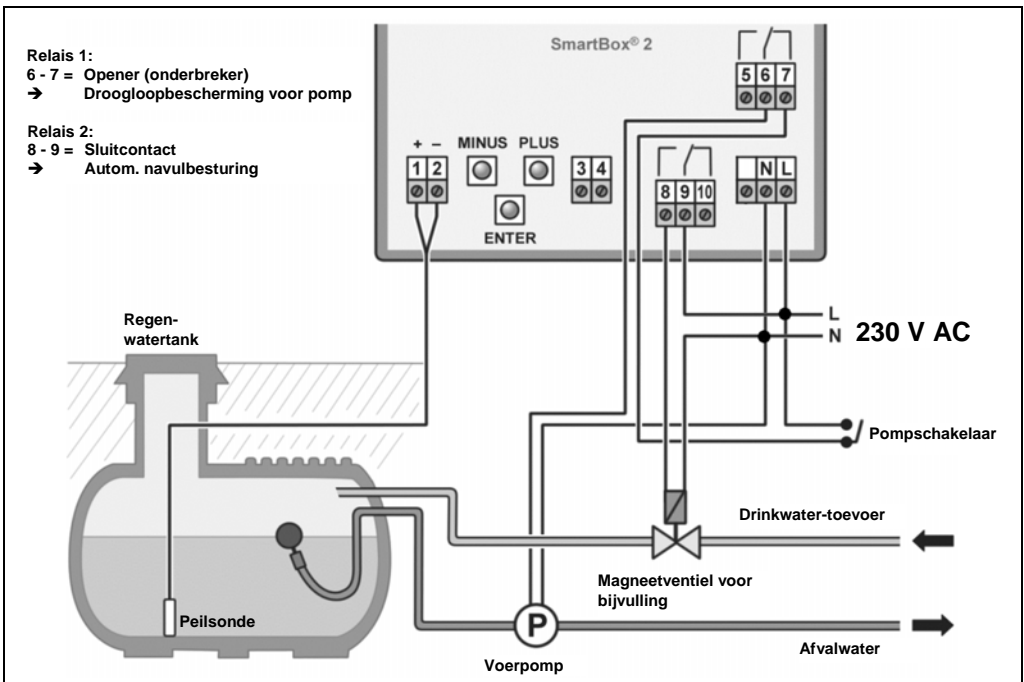 Relais 1:
6 - 7 = Opener (onderbreker)
➔ Droogloopbescherming voor pomp
Relais 2:
8 - 9 = Sluitcontact
➔ Autom. navulbesturing
SmartBox® 2
5 6 7
+ −
MINUS PLUS
1 2
3 4
N L
8 9 10
ENTER
L
N
230 V AC
Regen-
watertank
Pompschakelaar
Drinkwater-toevoer
Magneetventiel voor
bijvulling
Peilsonde
P
Afvalwater
Voerpomp